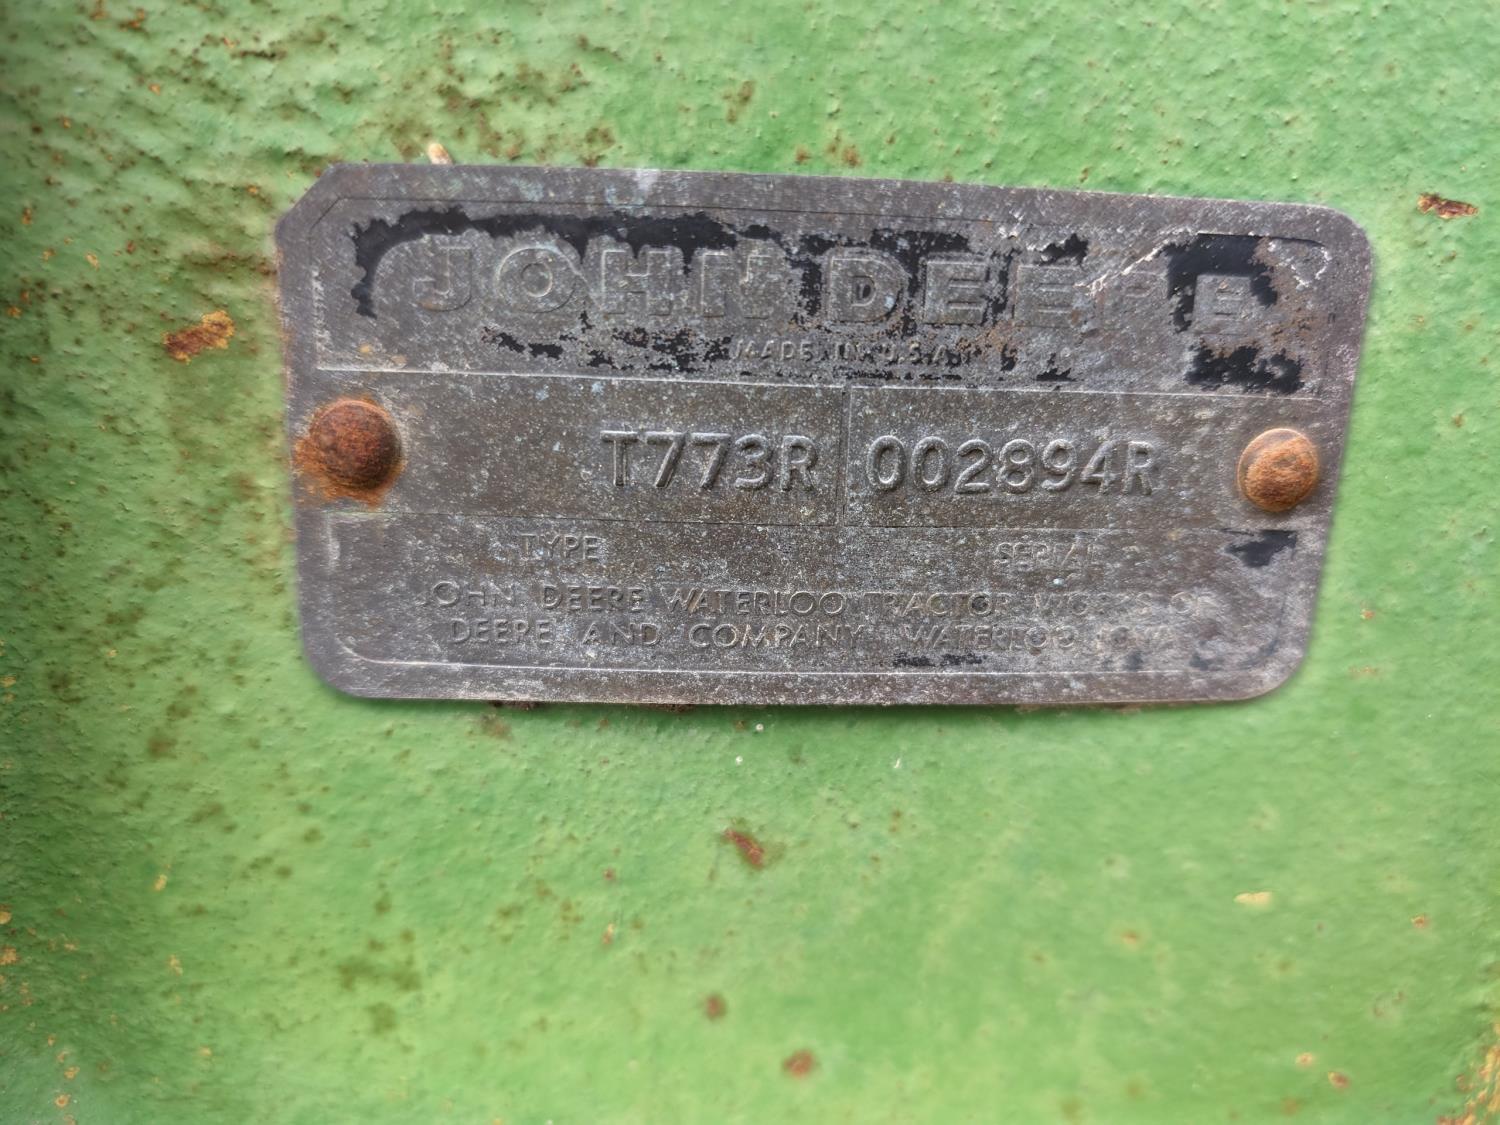 JOHN DEERE
MADE IN U.S.A.
T773R 002894R
TYPE SERIAL
JOHN DEERE WATERLOO TRACTOR WORKS OF
DEERE AND COMPANY, WATERLOO, IOWA